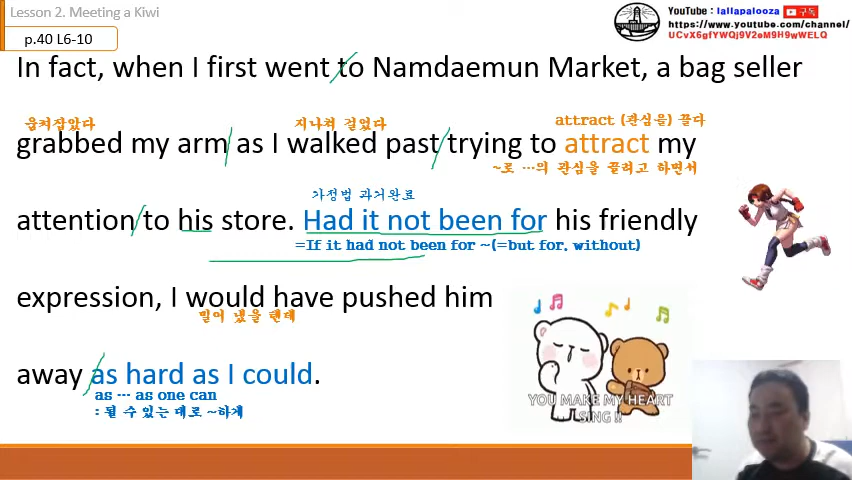 Lesson 2. Meeting a Kiwi
YouTube : lallapalooza 구독
p.40 L6-10
https://www.youtube.com/channel/
UCvX6gfYWQj9V2eM9H9wWELQ
In fact, when I first went to Namdaemun Market, a bag seller
움켜잡았다 지나쳐 걸었다 attract (관심을) 끌다
grabbed my arm as I walked past trying to attract my
~로 …의 관심을 끌려고 하면서
가정법 과거완료
attention to his store. Had it not been for his friendly
=If it had not been for ~(=but for, without)
expression, I would have pushed him
밀어 냈을 텐데
away as hard as I could.
as … as one can
: 될 수 있는 대로 ~하게
YOU MAKE MY HEART
SING !!